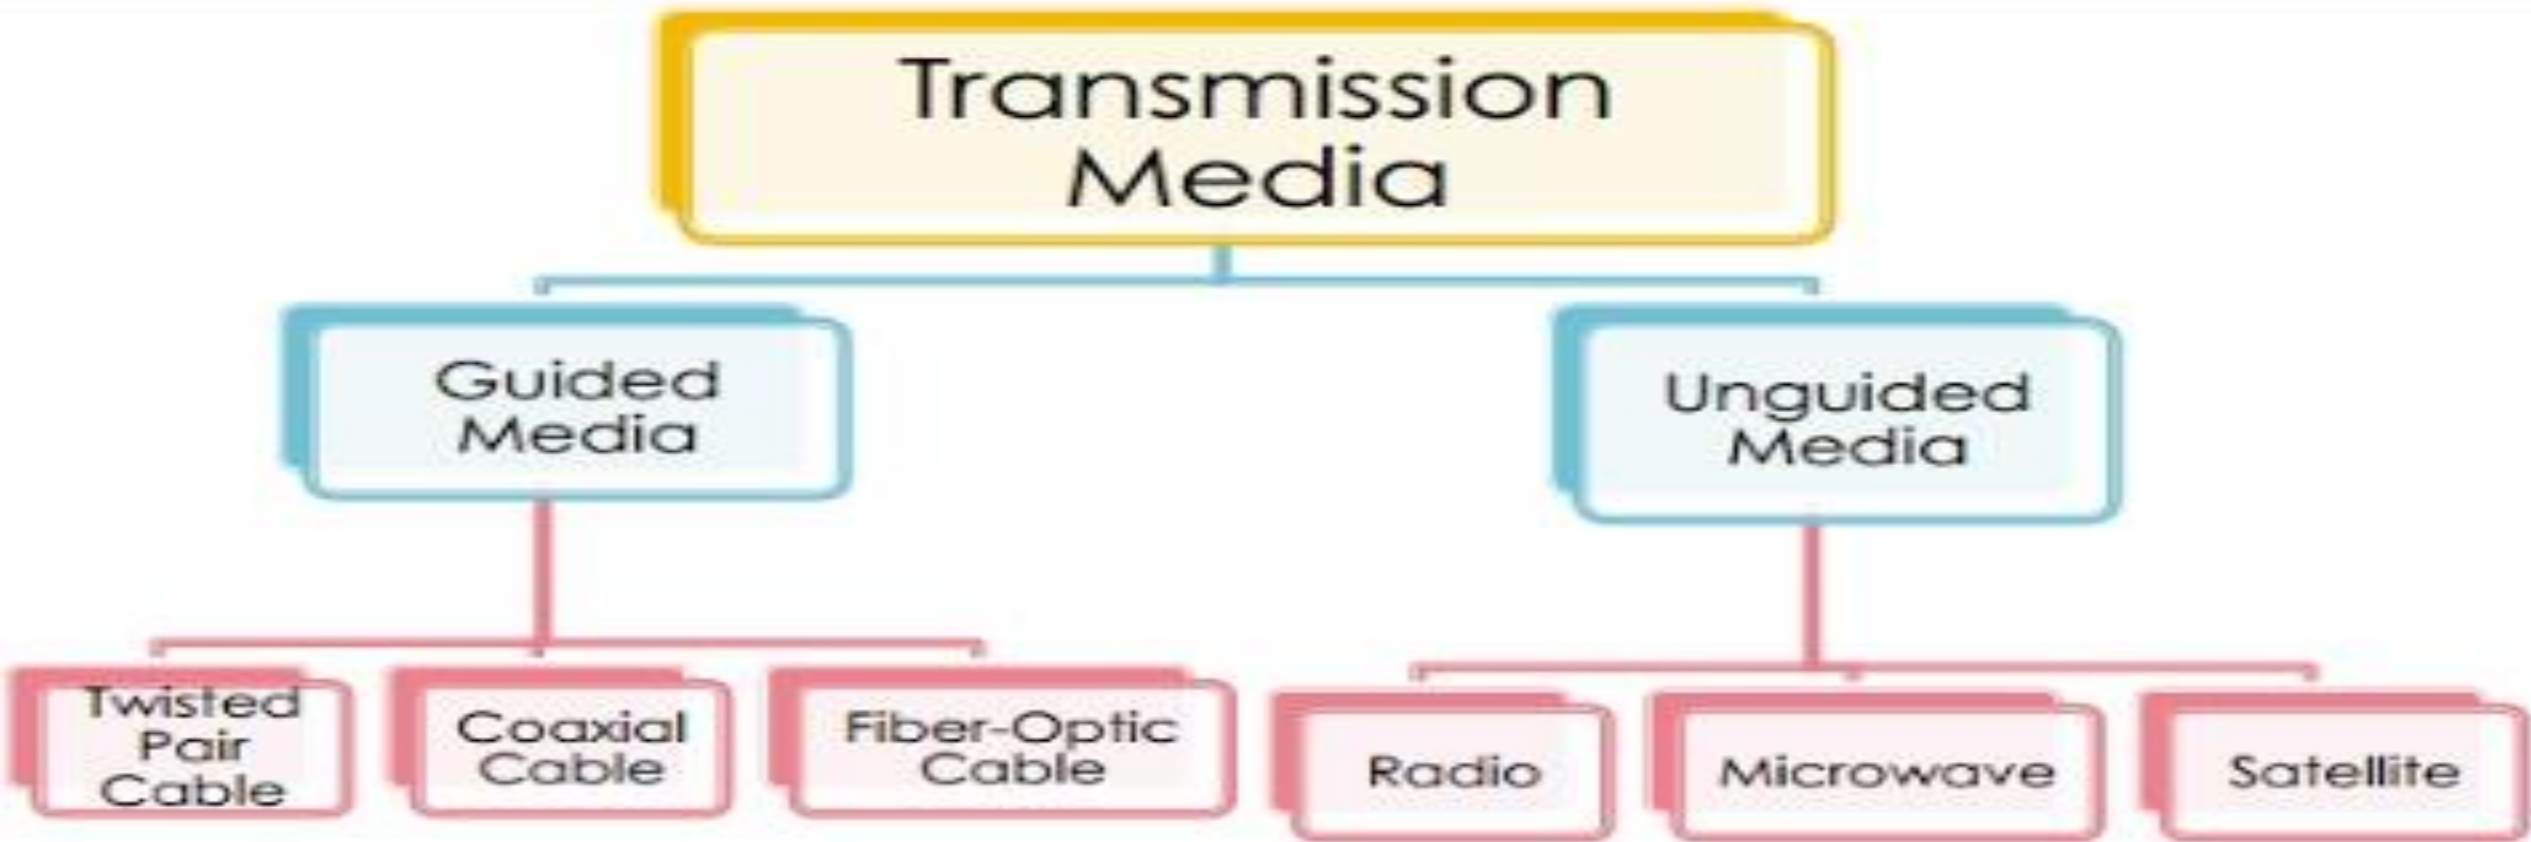 Transmission
Media
Guided
Media
Unguided
Media
Twisted
Pair
Cable
Coaxial
Cable
Fiber-Optic
Cable
Radio
Microwave
Satellite